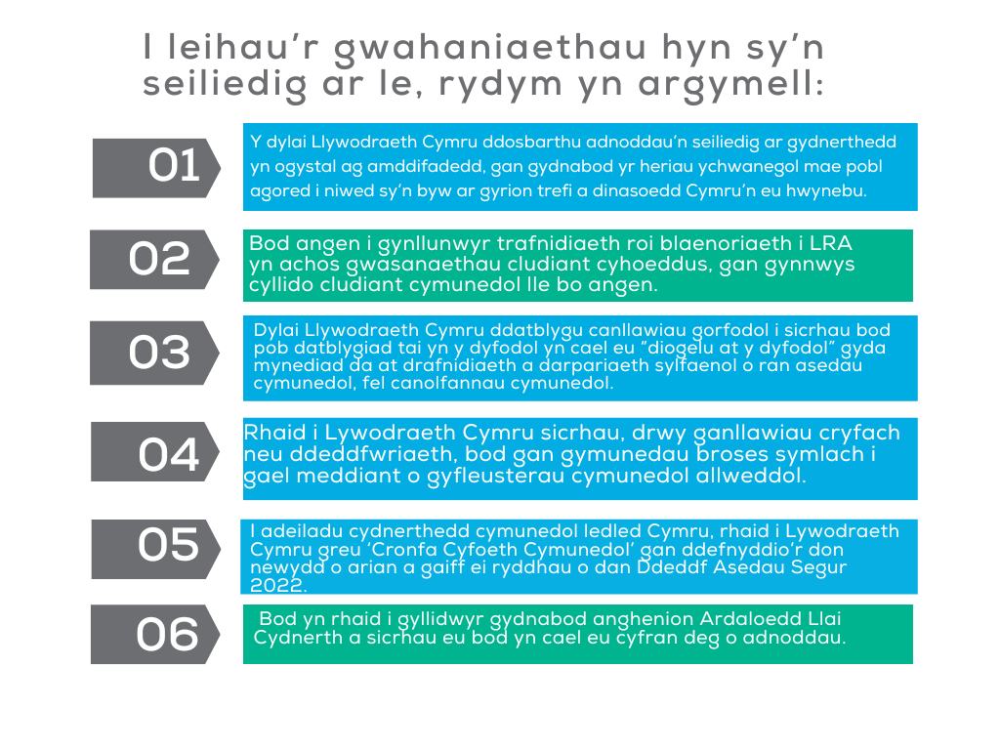 I leihau’r gwahaniaethau hyn sy’n
seiliedig ar le, rydym yn argymell:
01
Y dylai Llywodraeth Cymru ddosbarthu adnoddau’n seiliedig ar gydnerthedd
yn ogystal ag amddifadedd, gan gydnabod yr heriau ychwanegol mae pobl
agored i niwed sy’n byw ar gyrion trefi a dinasoedd Cymru’n eu hwynebu.
02
Bod angen i gynllunwyr trafnidiaeth roi blaenoriaeth i LRA
yn achos gwasanaethau cludiant cyhoeddus, gan gynnwys
cyllido cludiant cymunedol lle bo angen.
03
Dylai Llywodraeth Cymru ddatblygu canllawiau gorfodol i sicrhau bod
pob datblygiad tai yn y dyfodol yn cael eu “diogelu at y dyfodol” gyda
mynediad da at drafnidiaeth a darpariaeth sylfaenol o ran asedau
cymunedol, fel canolfannau cymunedol.
04
Rhaid i Lywodraeth Cymru sicrhau, drwy ganllawiau cryfach
neu ddeddfwriaeth, bod gan gymunedau broses symlach i
gael meddiant o gyfleusterau cymunedol allweddol.
05
I adeiladu cydnerthedd cymunedol ledled Cymru, rhaid i Lywodraeth
Cymru greu ‘Cronfa Cyfoeth Cymunedol’ gan ddefnyddio’r don
newydd o arian a gaiff ei ryddhau o dan Ddeddf Asedau Segur
2022.
06
Bod yn rhaid i gyllidwyr gydnabod anghenion Ardaloedd Llai
Cydnerth a sicrhau eu bod yn cael eu cyfran deg o adnoddau.